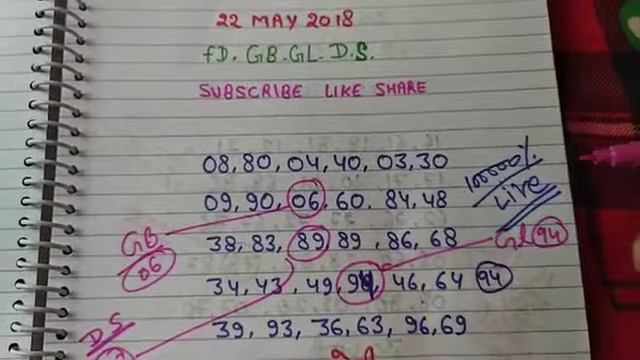 22 MAY 2018
FD. GB. GL. D.S.
SUBSCRIBE LIKE SHARE
08, 80, 04, 40, 03, 30
09, 90, 06, 60, 84, 48
100000%
Like
GB
06
38, 83, 89 89, 86, 68
Gl 94
34, 43, 49, 94, 46, 64 94
DS
39, 93, 36, 63, 96, 69